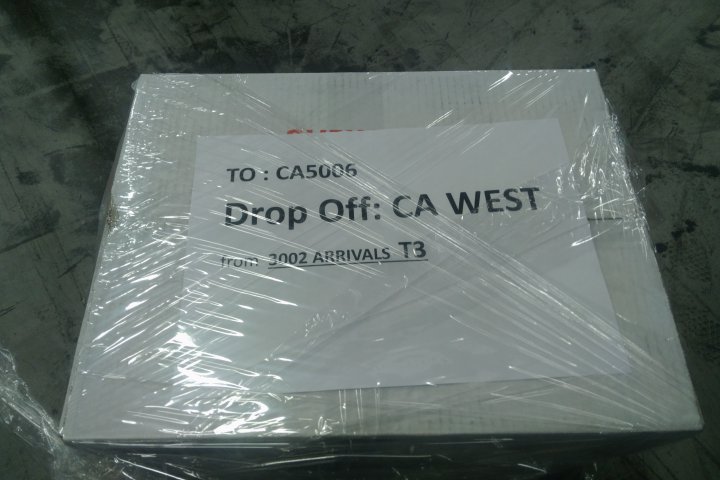 TO : CA5006
Drop Off: CA WEST
from 3002 ARRIVALS T3